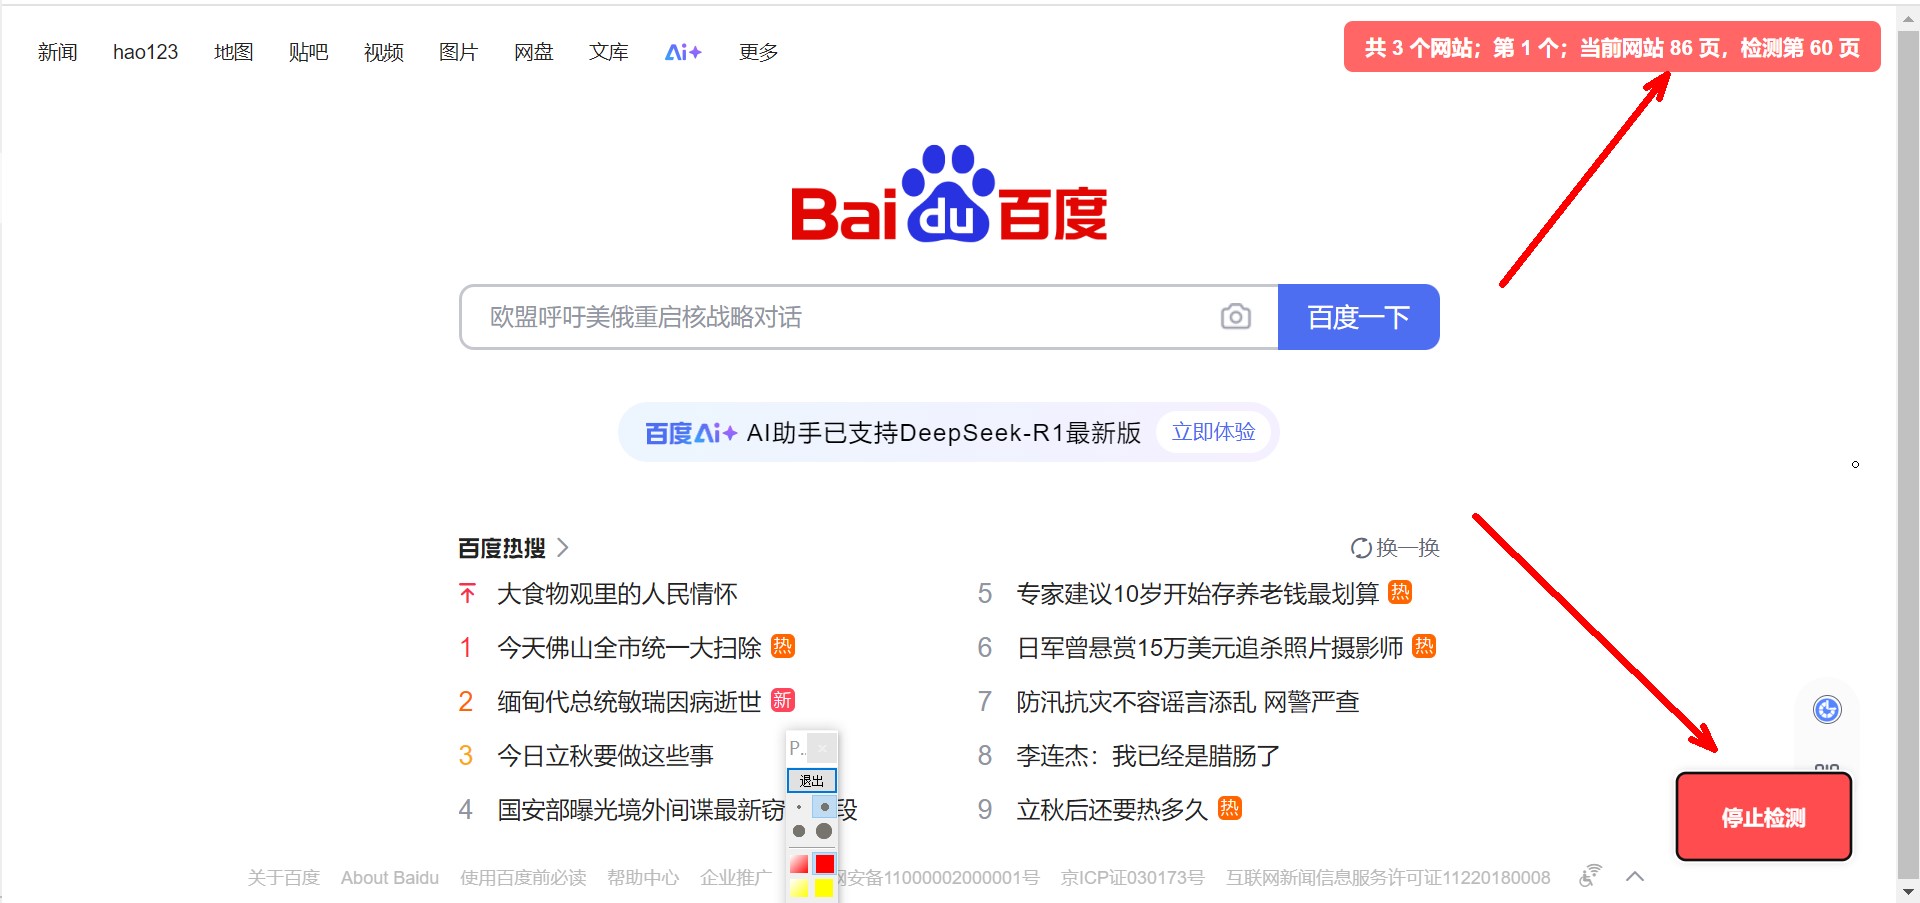 新闻 hao123 地图 贴吧 视频 图片 网盘 文库 Ai+ 更多
共 3 个网站；第 1 个；当前网站 86 页，检测第 60 页
Bai du 百度
欧盟呼吁美俄重启核战略对话
百度一下
百度Ai+ AI助手已支持DeepSeek-R1最新版 立即体验
百度热搜
换一换
大食物观里的人民情怀
1 今天佛山全市统一大扫除 热
2 缅甸代总统敏瑞因病逝世 新
3 今日立秋要做这些事
4 国安部曝光境外间谍最新窃 段
5 专家建议10岁开始存养老钱最划算 热
6 日军曾悬赏15万美元追杀照片摄影师 热
7 防汛抗灾不容谣言添乱 网警严查
8 李连杰：我已经是腊肠了
9 立秋后还要热多久 热
P..
退出
停止检测
关于百度 About Baidu 使用百度前必读 帮助中心 企业推广 网安备11000002000001号 京ICP证030173号 互联网新闻信息服务许可证11220180008